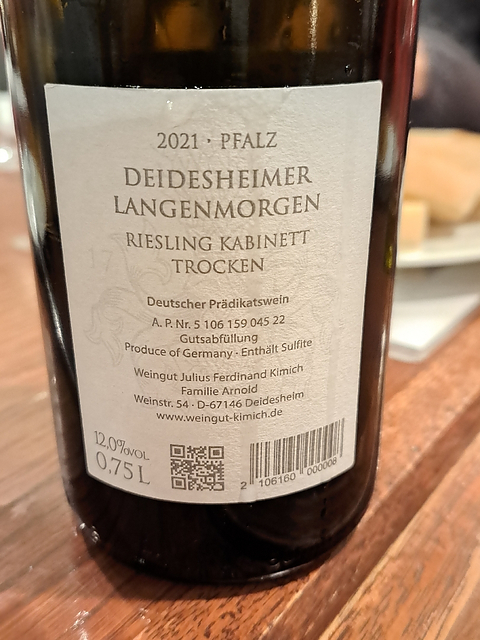 2021 · PFALZ
DEIDESHEIMER
LANGENMORGEN
RIESLING KABINETT
TROCKEN
Deutscher Prädikatswein
A. P. Nr. 5 106 159 045 22
Gutsabfüllung
Produce of Germany · Enthält Sulfite
Weingut Julius Ferdinand Kimich
Familie Arnold
Weinstr. 54 · D-67146 Deidesheim
www.weingut-kimich.de
12,0%VOL
0,75 L
2 106160 000008